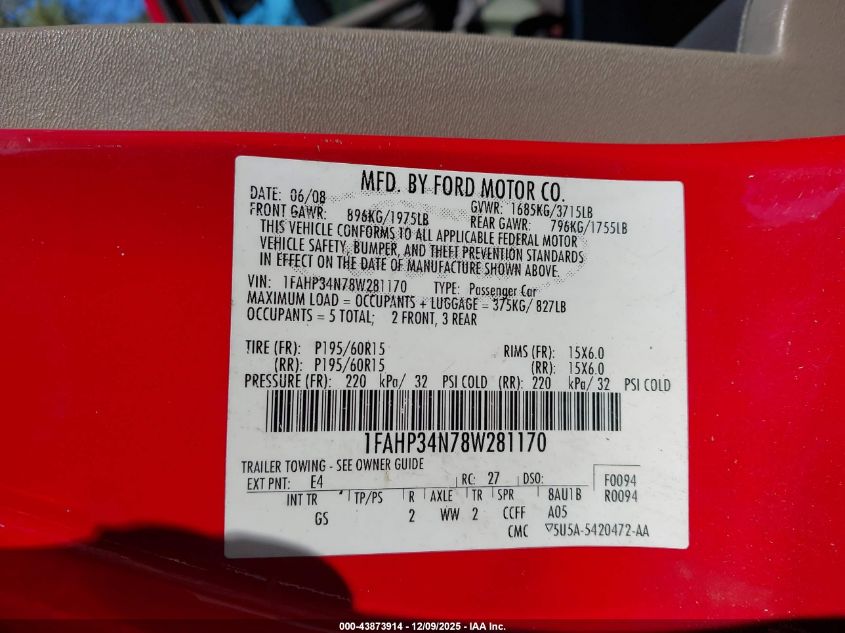 MFD. BY FORD MOTOR CO.
DATE: 06/08 GVWR: 1685KG/3715LB
FRONT GAWR: 896KG/1975LB REAR GAWR: 796KG/1755LB
THIS VEHICLE CONFORMS TO ALL APPLICABLE FEDERAL MOTOR
VEHICLE SAFETY, BUMPER, AND THEFT PREVENTION STANDARDS
IN EFFECT ON THE DATE OF MANUFACTURE SHOWN ABOVE.
VIN: 1FAHP34N78W281170 TYPE: Passenger Car
MAXIMUM LOAD = OCCUPANTS + LUGGAGE = 375KG/ 827LB
OCCUPANTS = 5 TOTAL; 2 FRONT, 3 REAR
TIRE (FR): P195/60R15 RIMS (FR): 15X6.0
(RR): P195/60R15 (RR): 15X6.0
PRESSURE (FR): 220 kPa/ 32 PSI COLD (RR): 220 kPa/ 32 PSI COLD
1FAHP34N78W281170
TRAILER TOWING - SEE OWNER GUIDE
EXT PNT: E4 RC: 27 DSO: F0094
INT TR TP/PS R AXLE TR SPR 8AU1B R0094
GS 2 WW 2 CCFF A05
CMC 5U5A-5420472-AA
000-43873914 - 12/09/2025 - IAA Inc.